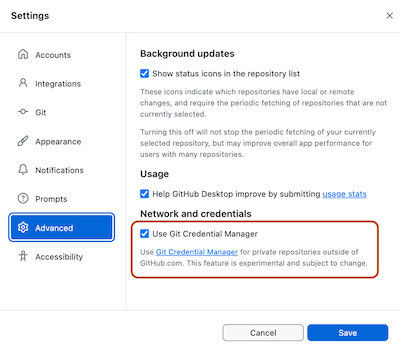 Settings
Accounts
Integrations
Git
Appearance
Notifications
Prompts
Advanced
Accessibility
Background updates
Show status icons in the repository list
These icons indicate which repositories have local or remote
changes, and require the periodic fetching of repositories that are not
currently selected.
Turning this off will not stop the periodic fetching of your currently
selected repository, but may improve overall app performance for
users with many repositories.
Usage
Help GitHub Desktop improve by submitting usage stats
Network and credentials
Use Git Credential Manager
Use Git Credential Manager for private repositories outside of
GitHub.com. This feature is experimental and subject to change.
Cancel
Save